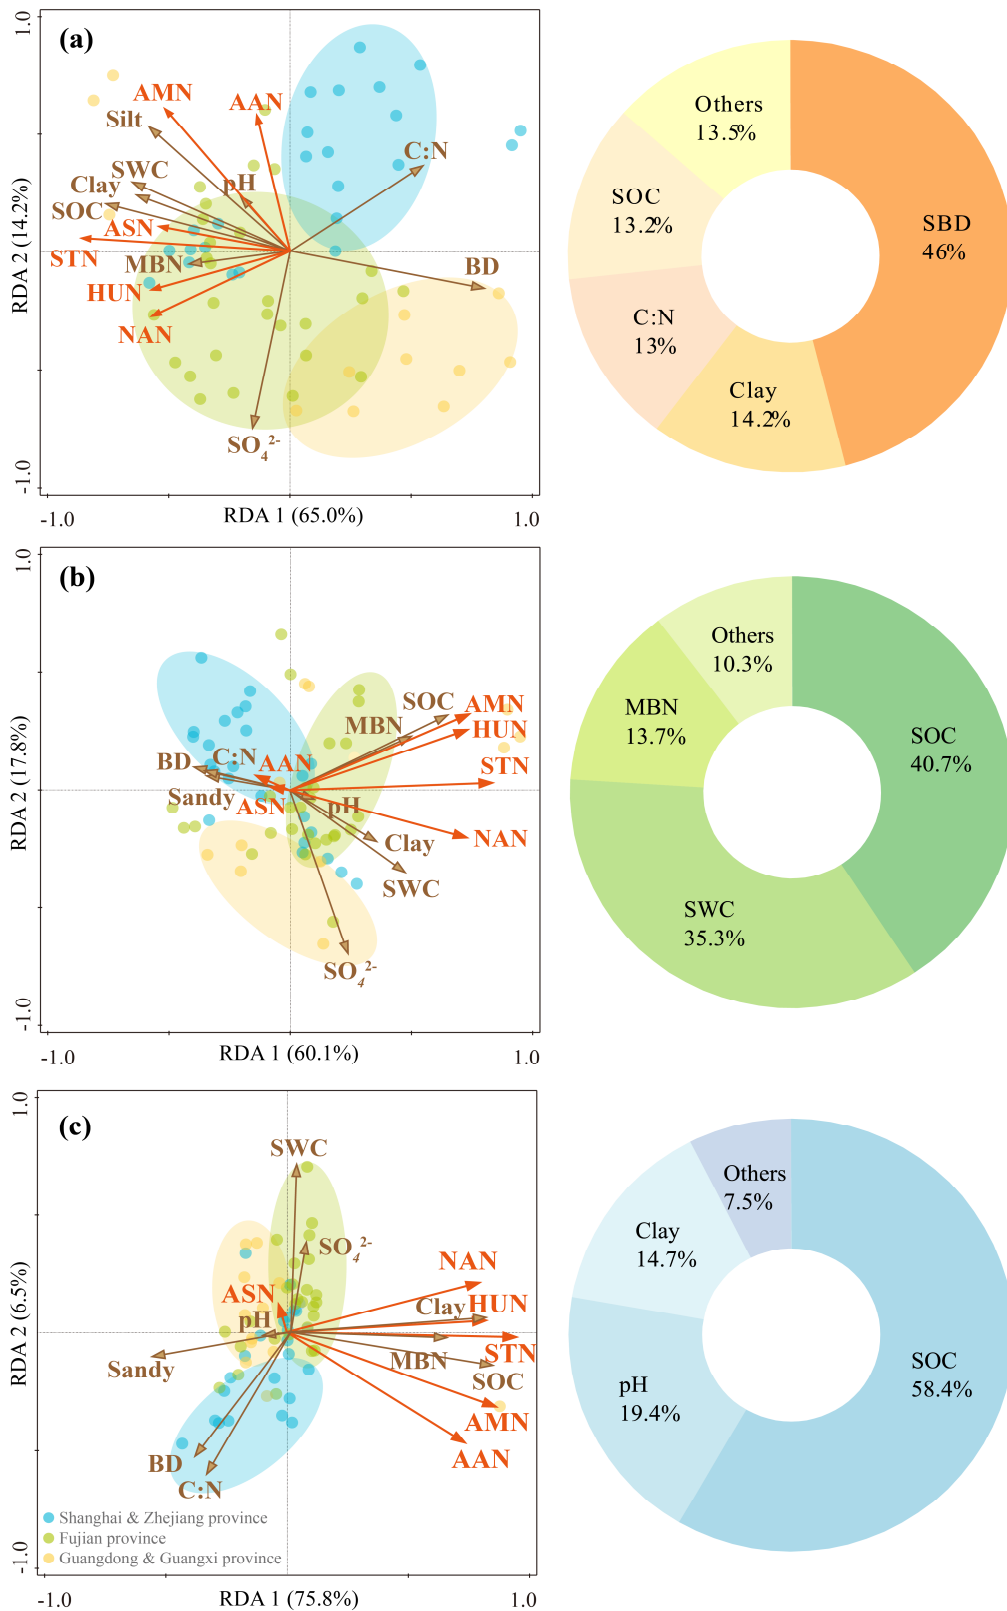 1.0
(a)
AMN
AAN
Silt
C:N
SWC
pH
Clay
SOC
ASN
STN
MBN
BD
HUN
NAN
SO₄²⁻
RDA 2 (14.2%)
-1.0
-1.0
RDA 1 (65.0%)
1.0
Others
13.5%
SOC
13.2%
SBD
46%
C:N
13%
Clay
14.2%
1.0
(b)
SOC
AMN
MBN
HUN
C:N
AAN
BD
STN
Sandy
ASN
pH
NAN
Clay
SWC
SO₄²⁻
RDA 2 (17.8%)
-1.0
-1.0
RDA 1 (60.1%)
1.0
Others
10.3%
MBN
13.7%
SOC
40.7%
SWC
35.3%
1.0
(c)
SWC
SO₄²⁻
NAN
ASN
Clay
HUN
pH
STN
MBN
Sandy
SOC
AMN
AAN
BD
C:N
RDA 2 (6.5%)
Shanghai & Zhejiang province
Fujian province
Guangdong & Guangxi province
-1.0
-1.0
RDA 1 (75.8%)
1.0
Others
7.5%
Clay
14.7%
SOC
58.4%
pH
19.4%